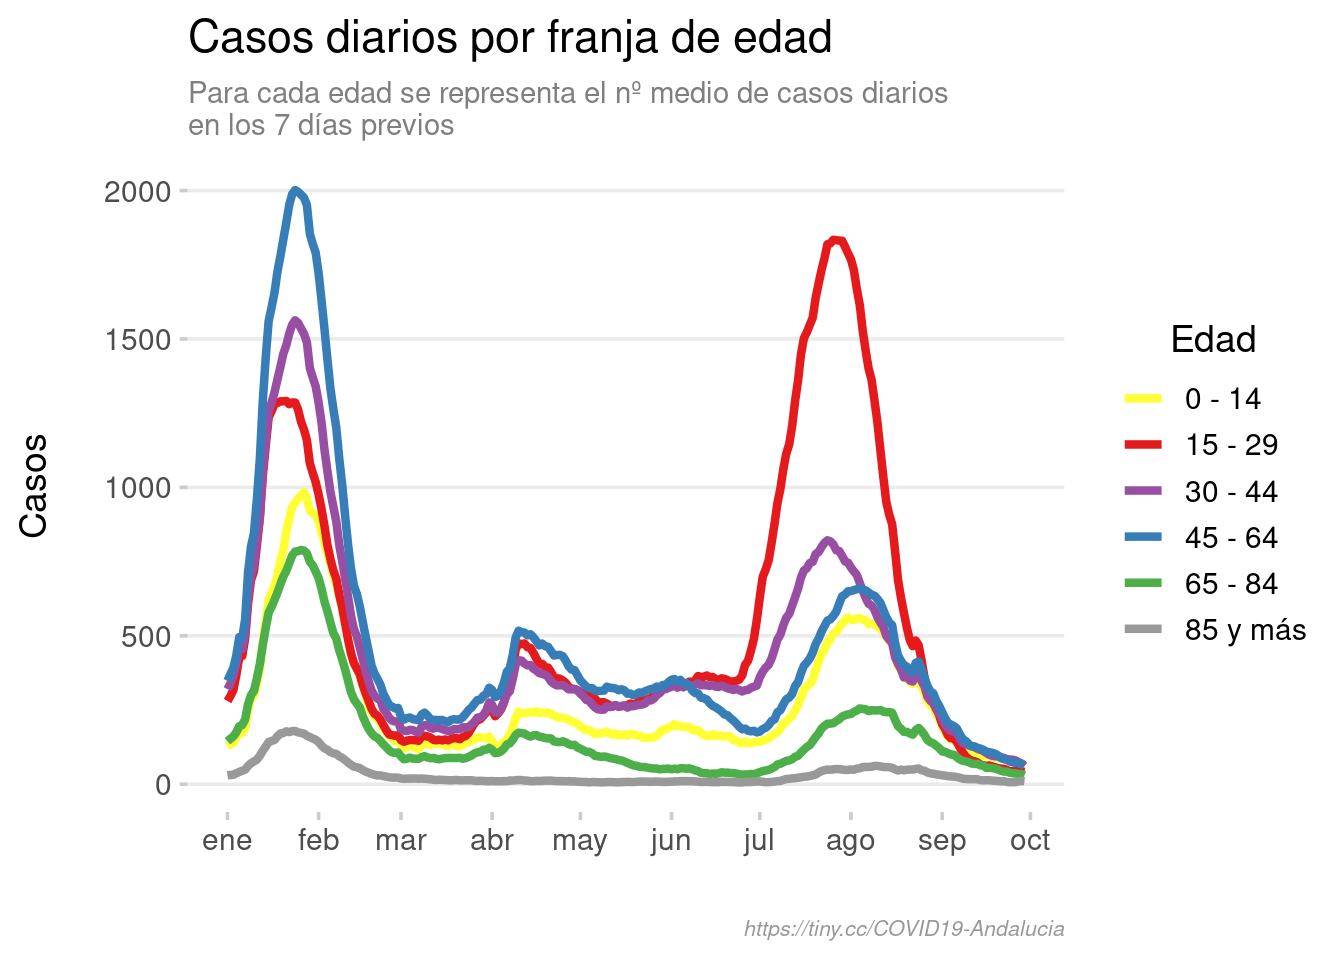 Casos diarios por franja de edad
Para cada edad se representa el nº medio de casos diarios
en los 7 días previos
Casos
2000
1500
1000
500
0
ene feb mar abr may jun jul ago sep oct
Edad
0 - 14
15 - 29
30 - 44
45 - 64
65 - 84
85 y más
https://tiny.cc/COVID19-Andalucia